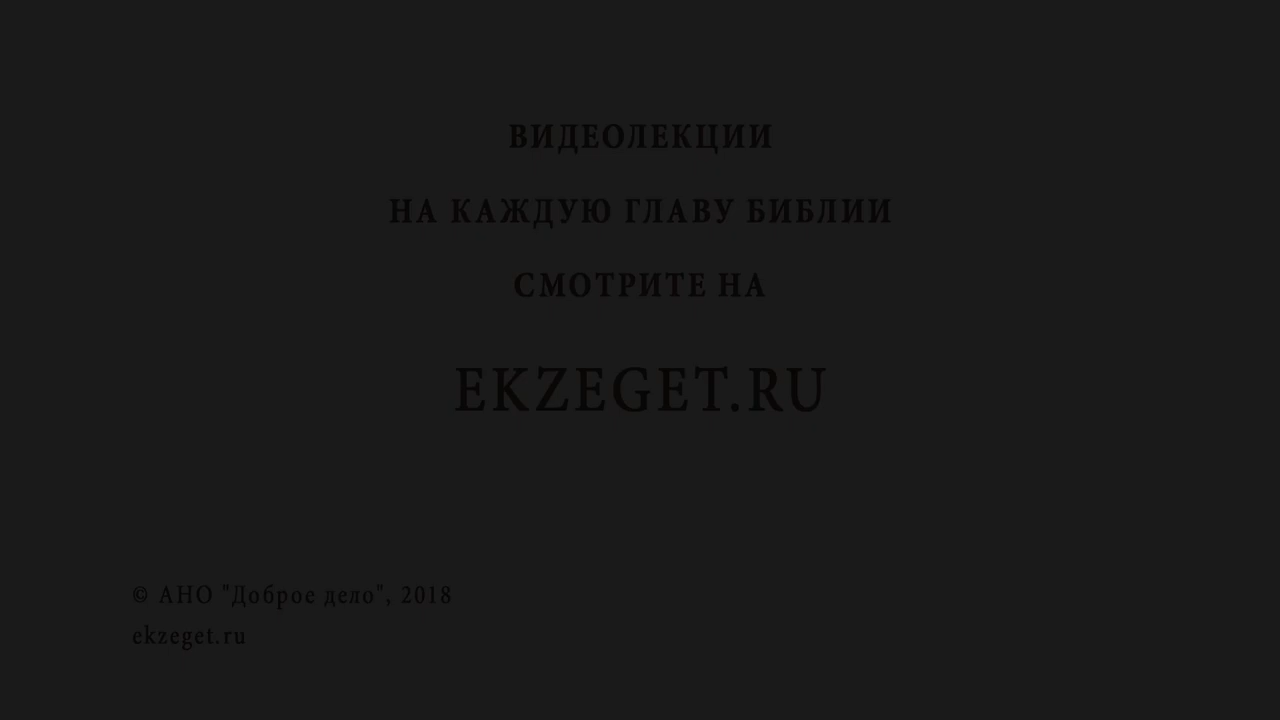 ВИДЕОЛЕКЦИИ
НА КАЖДУЮ ГЛАВУ БИБЛИИ
СМОТРИТЕ НА
EKZEGET.RU
© АНО "Доброе дело", 2018
ekzeget.ru